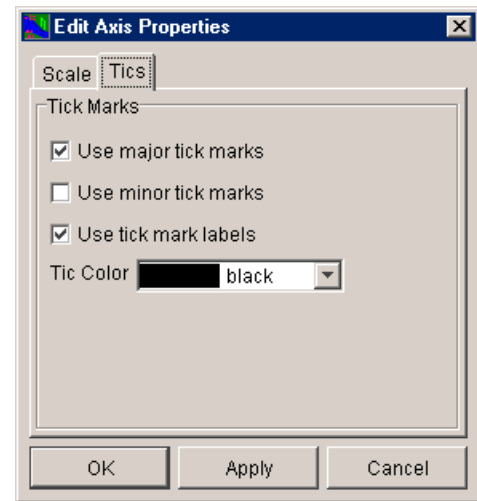 Edit Axis Properties
Scale Tics
Tick Marks
Use major tick marks
Use minor tick marks
Use tick mark labels
Tic Color black
OK Apply Cancel